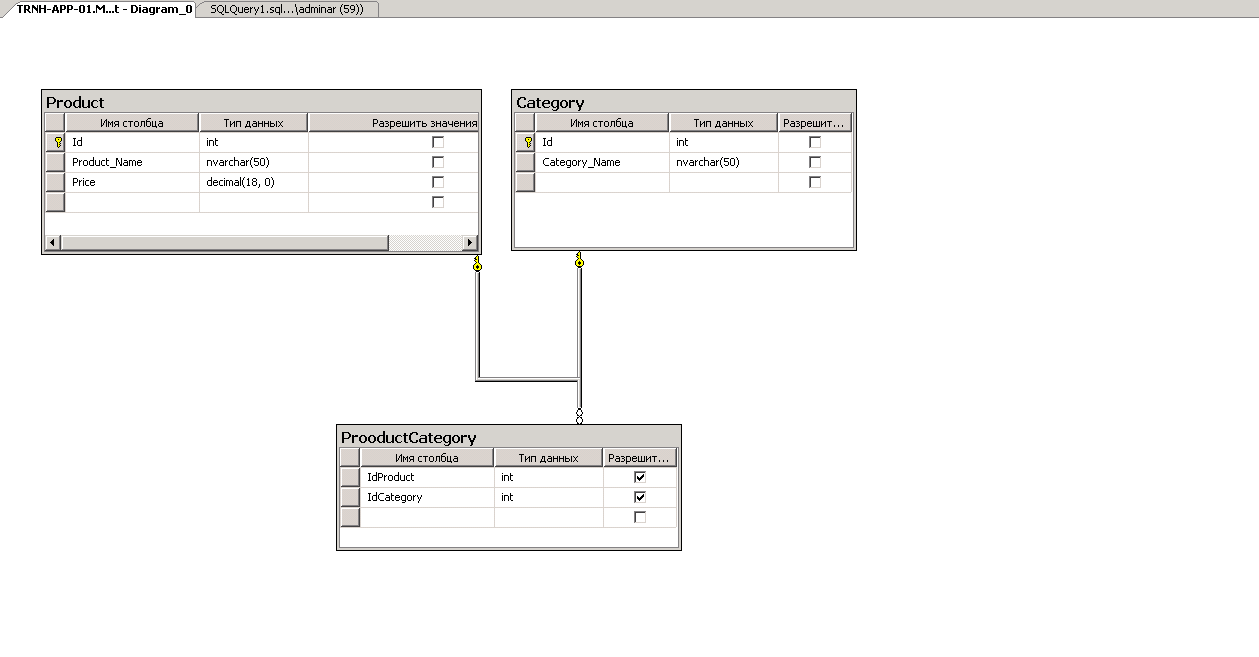 TRNH-APP-01.M...t - Diagram_0 SQLQuery1.sql...\adminar (59))
Product
Имя столбца Тип данных Разрешить значения
Id int
Product_Name nvarchar(50)
Price decimal(18, 0)
Category
Имя столбца Тип данных Разрешит...
Id int
Category_Name nvarchar(50)
ProoductCategory
Имя столбца Тип данных Разрешит...
IdProduct int
IdCategory int